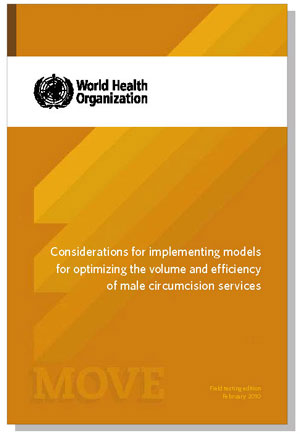 World Health
Organization
Considerations for implementing models
for optimizing the volume and efficiency
of male circumcision services
MOVE
Field testing edition
February 2010